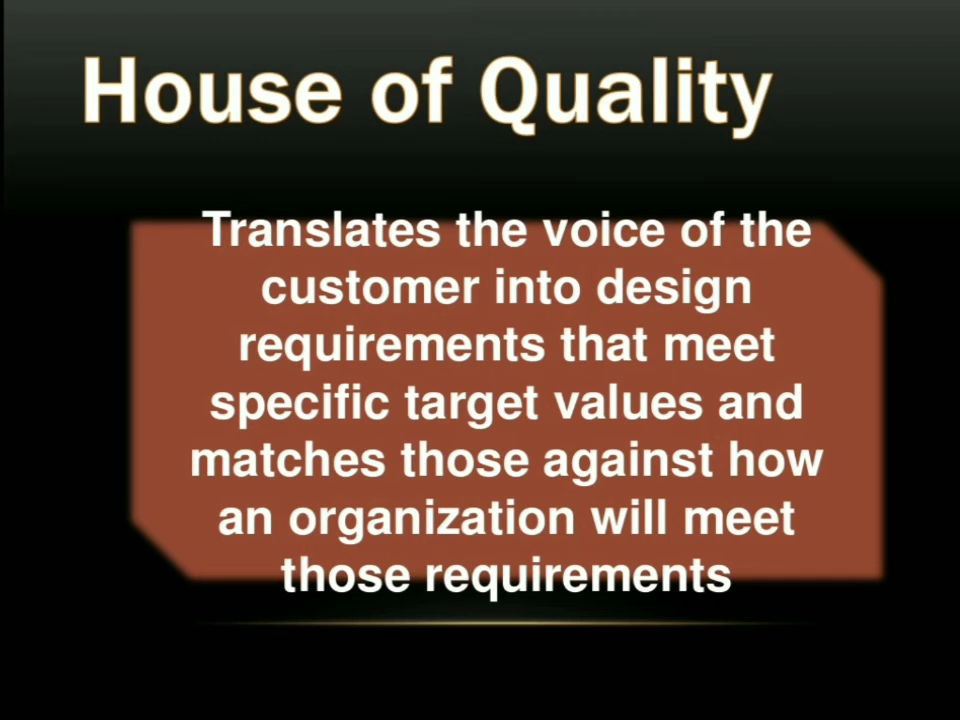 House of Quality
Translates the voice of the
customer into design
requirements that meet
specific target values and
matches those against how
an organization will meet
those requirements